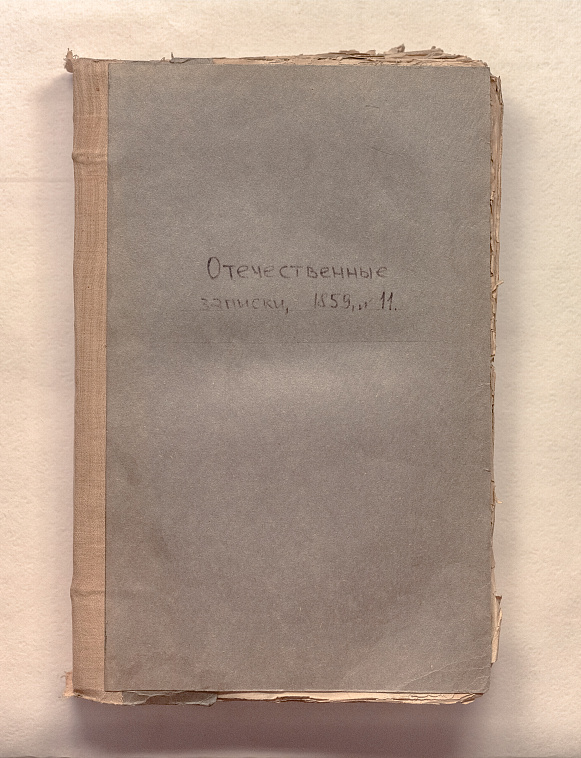 Отечественные
записки, 1859, № 11.